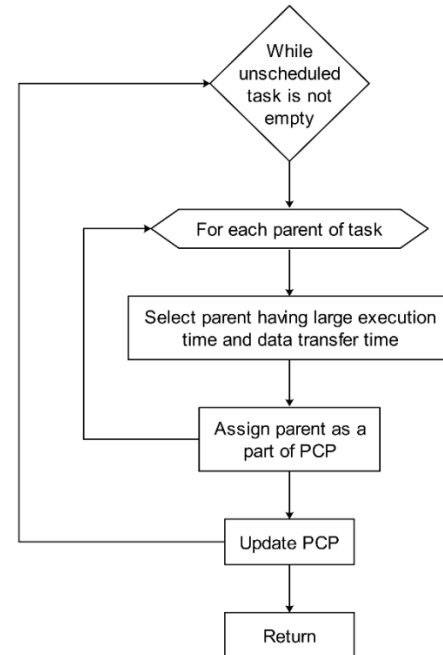 While
unscheduled
task is not
empty
For each parent of task
Select parent having large execution
time and data transfer time
Assign parent as a
part of PCP
Update PCP
Return